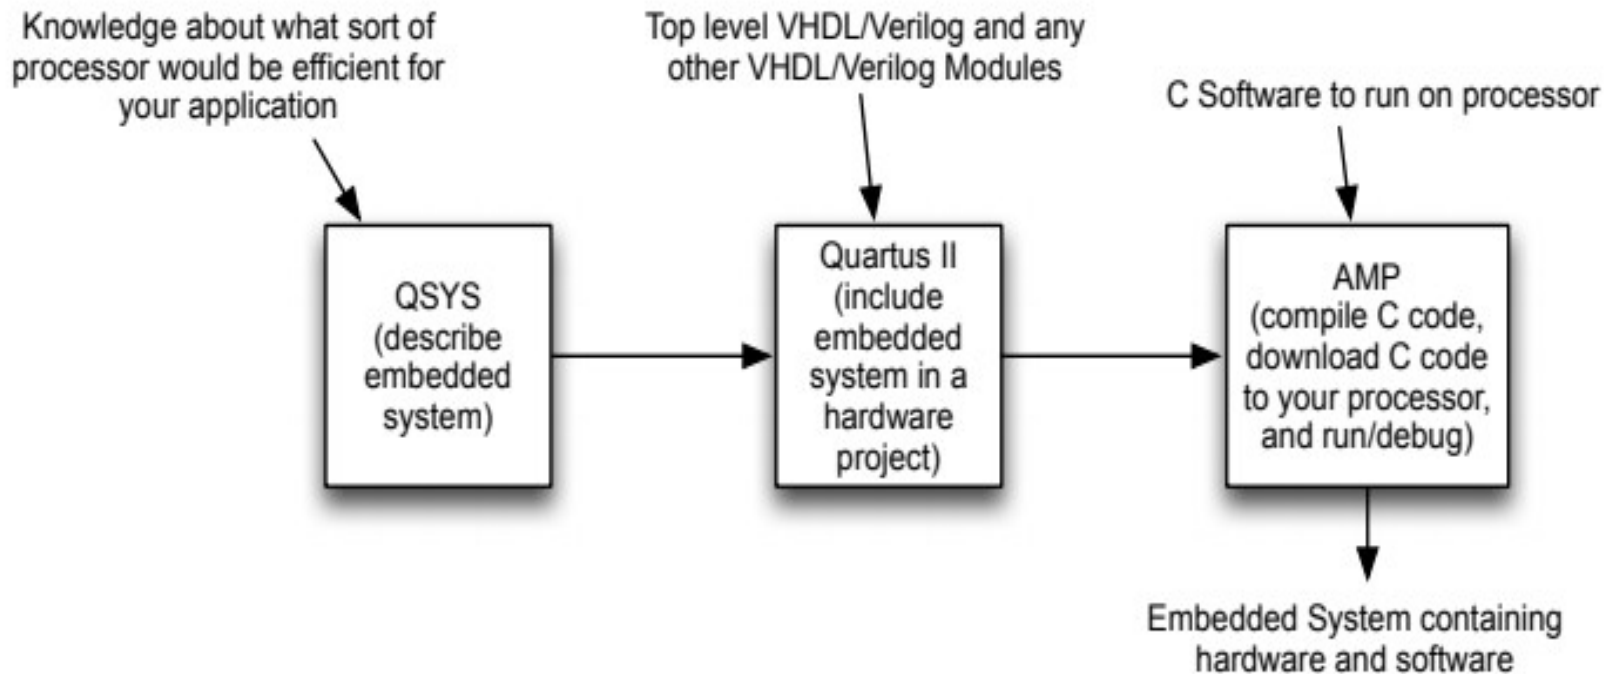 Knowledge about what sort of
processor would be efficient for
your application
Top level VHDL/Verilog and any
other VHDL/Verilog Modules
C Software to run on processor
QSYS
(describe
embedded
system)
Quartus II
(include
embedded
system in a
hardware
project)
AMP
(compile C code,
download C code
to your processor,
and run/debug)
Embedded System containing
hardware and software